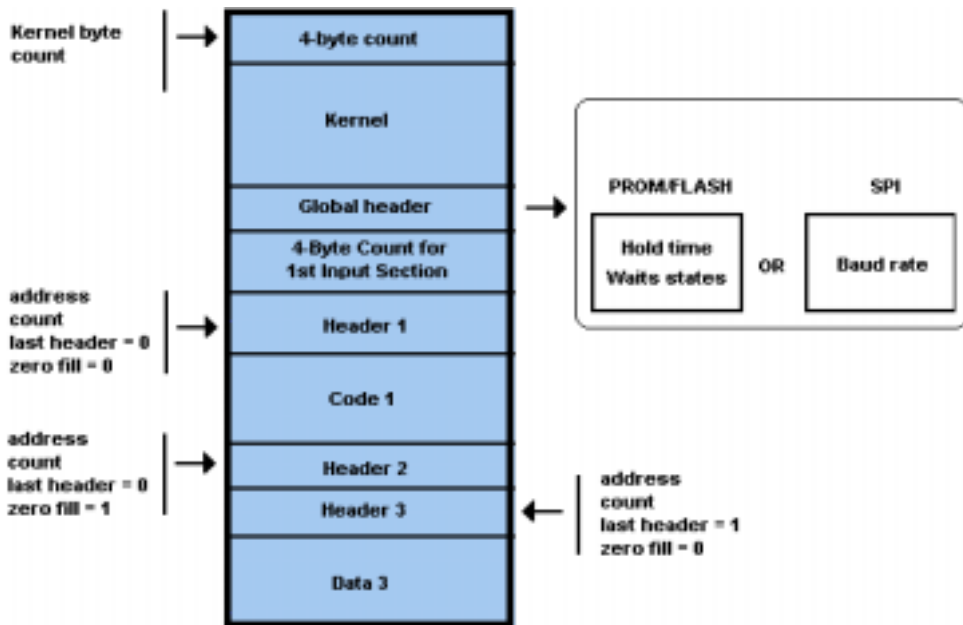 Kernel byte
count
4-byte count
Kernel
Global header
4-Byte Count for
1st Input Section
PROM/FLASH
SPI
Hold time
Waits states
OR
Baud rate
address
count
last header = 0
zero fill = 0
Header 1
Code 1
address
count
last header = 0
zero fill = 1
Header 2
Header 3
address
count
last header = 1
zero fill = 0
Data 3